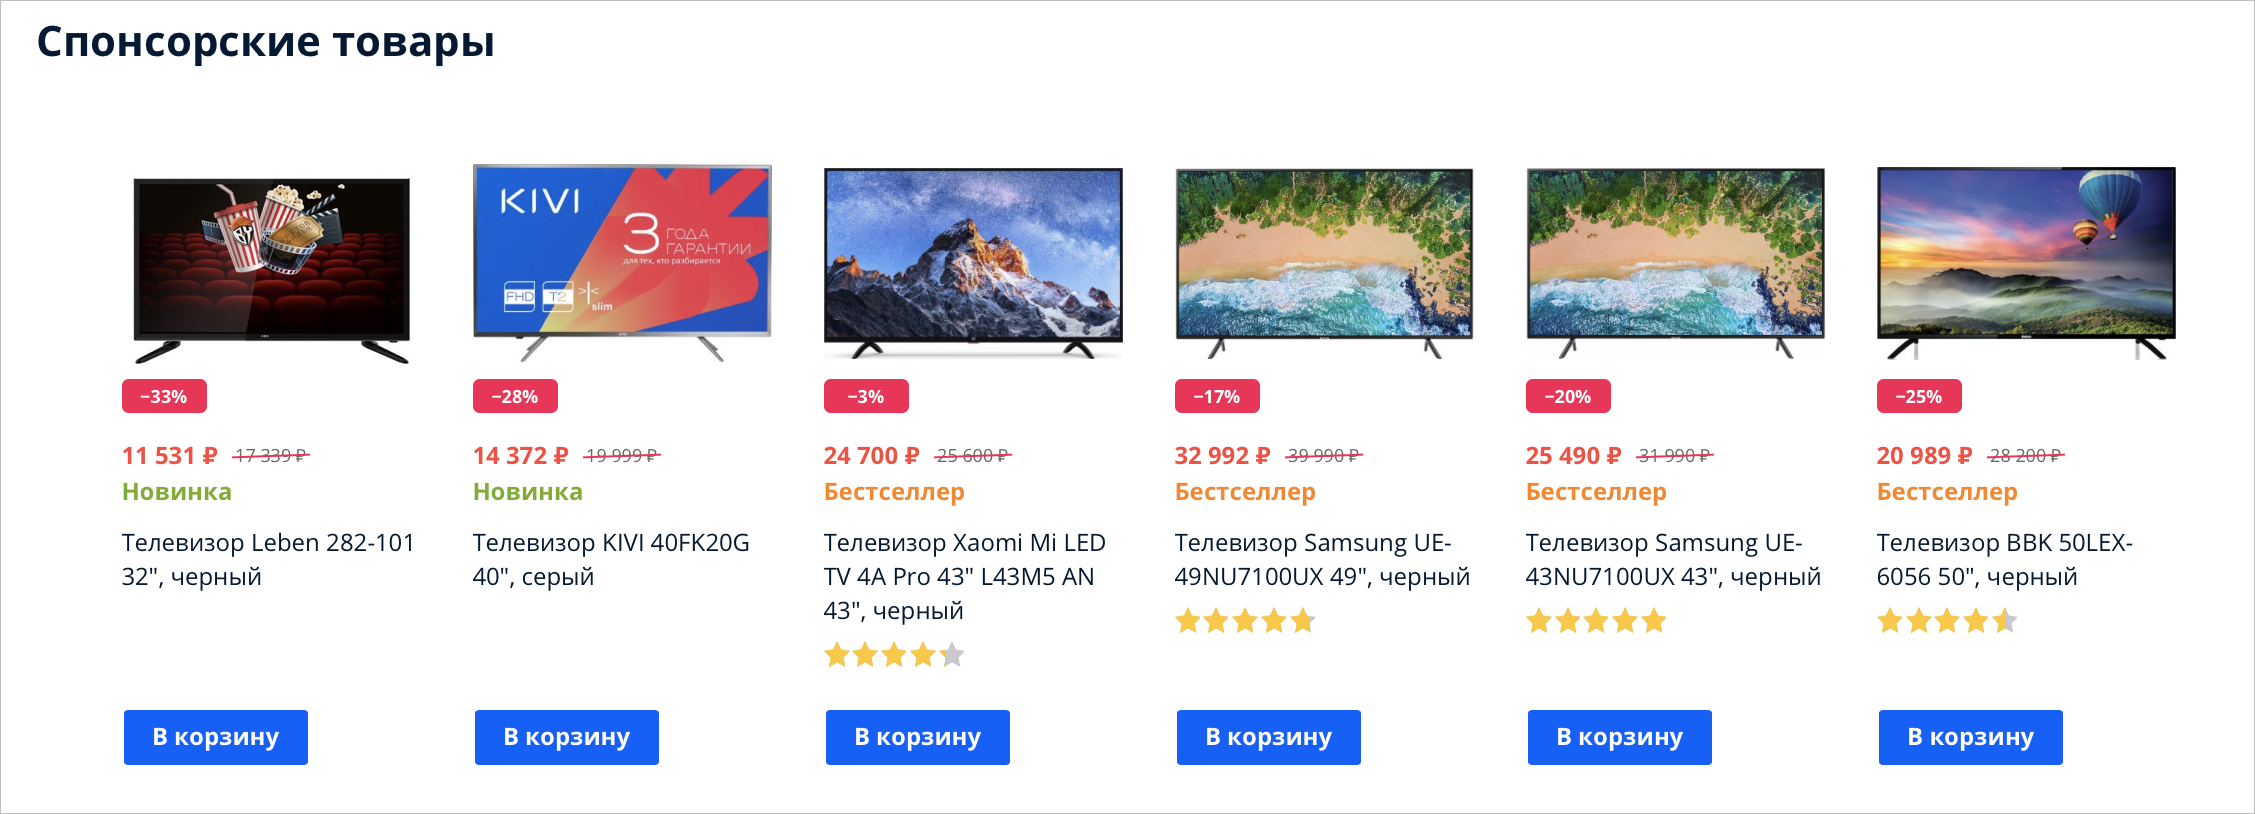 Спонсорские товары
KIVI
3 ГОДА
ГАРАНТИИ
для тех, кто разбирается
FHD T2 slim
−33%
11 531 ₽ 17 339 ₽
Новинка
Телевизор Leben 282-101
32", черный
В корзину
−28%
14 372 ₽ 19 999 ₽
Новинка
Телевизор KIVI 40FK20G
40", серый
В корзину
−3%
24 700 ₽ 25 600 ₽
Бестселлер
Телевизор Xaomi Mi LED
TV 4A Pro 43" L43M5 AN
43", черный
В корзину
−17%
32 992 ₽ 39 990 ₽
Бестселлер
Телевизор Samsung UE-
49NU7100UX 49", черный
В корзину
−20%
25 490 ₽ 31 990 ₽
Бестселлер
Телевизор Samsung UE-
43NU7100UX 43", черный
В корзину
−25%
20 989 ₽ 28 200 ₽
Бестселлер
Телевизор BBK 50LEX-
6056 50", черный
В корзину